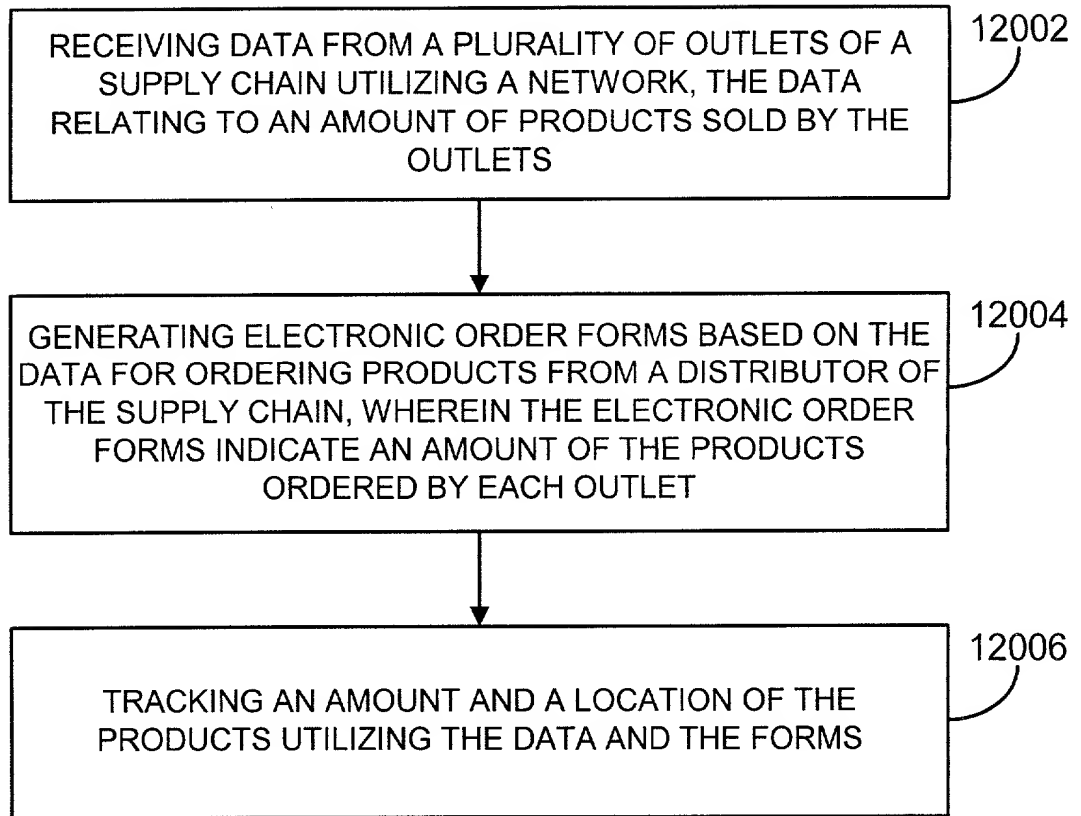 12002
RECEIVING DATA FROM A PLURALITY OF OUTLETS OF A
SUPPLY CHAIN UTILIZING A NETWORK, THE DATA
RELATING TO AN AMOUNT OF PRODUCTS SOLD BY THE
OUTLETS
12004
GENERATING ELECTRONIC ORDER FORMS BASED ON THE
DATA FOR ORDERING PRODUCTS FROM A DISTRIBUTOR OF
THE SUPPLY CHAIN, WHEREIN THE ELECTRONIC ORDER
FORMS INDICATE AN AMOUNT OF THE PRODUCTS
ORDERED BY EACH OUTLET
12006
TRACKING AN AMOUNT AND A LOCATION OF THE
PRODUCTS UTILIZING THE DATA AND THE FORMS